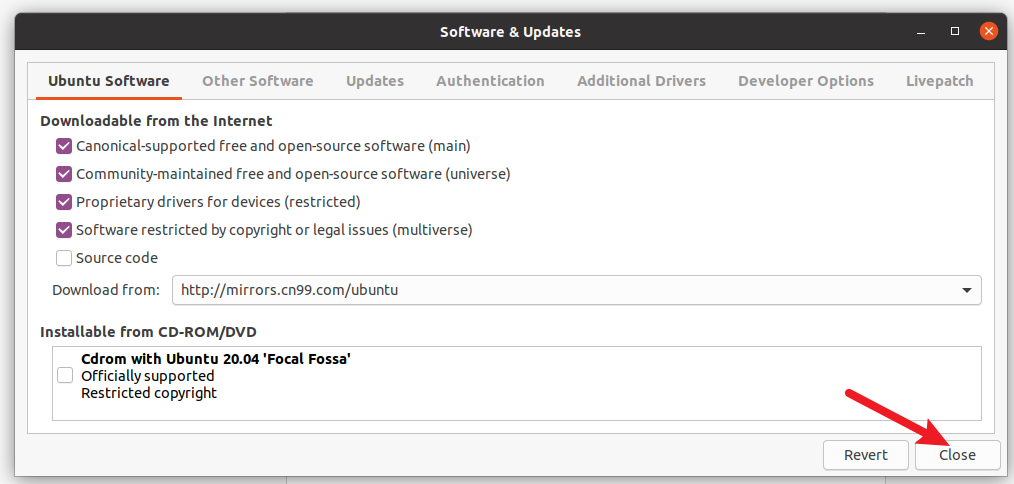 Software & Updates
Ubuntu Software Other Software Updates Authentication Additional Drivers Developer Options Livepatch
Downloadable from the Internet
Canonical-supported free and open-source software (main)
Community-maintained free and open-source software (universe)
Proprietary drivers for devices (restricted)
Software restricted by copyright or legal issues (multiverse)
Source code
Download from: http://mirrors.cn99.com/ubuntu
Installable from CD-ROM/DVD
Cdrom with Ubuntu 20.04 'Focal Fossa'
Officially supported
Restricted copyright
Revert Close